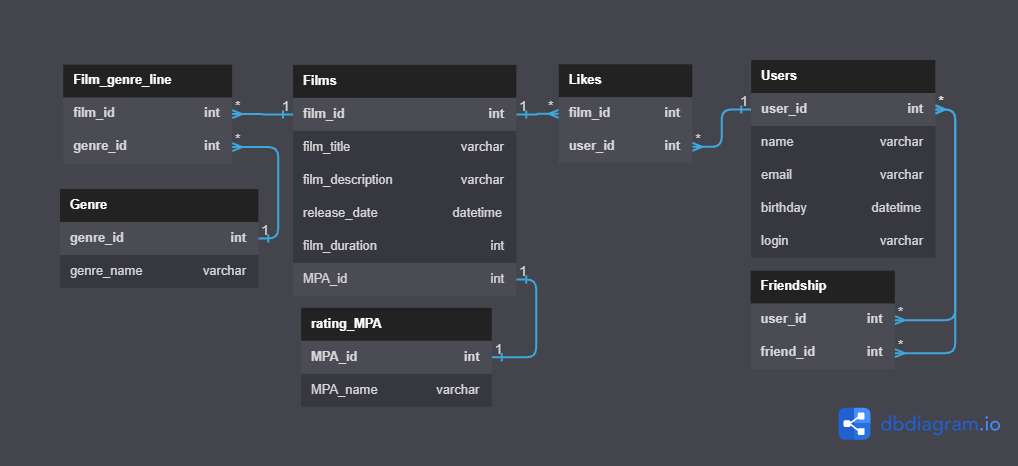 Film_genre_line
film_id int
genre_id int
* 1
*
Genre
genre_id int 1
genre_name varchar
Films
film_id int
film_title varchar
film_description varchar
release_date datetime
film_duration int
MPA_id int 1
rating_MPA
MPA_id int 1
MPA_name varchar
1 *
Likes
film_id int
user_id int
* 1
Users
user_id int *
name varchar
email varchar
birthday datetime
login varchar
Friendship
user_id int *
friend_id int *
dbdiagram.io